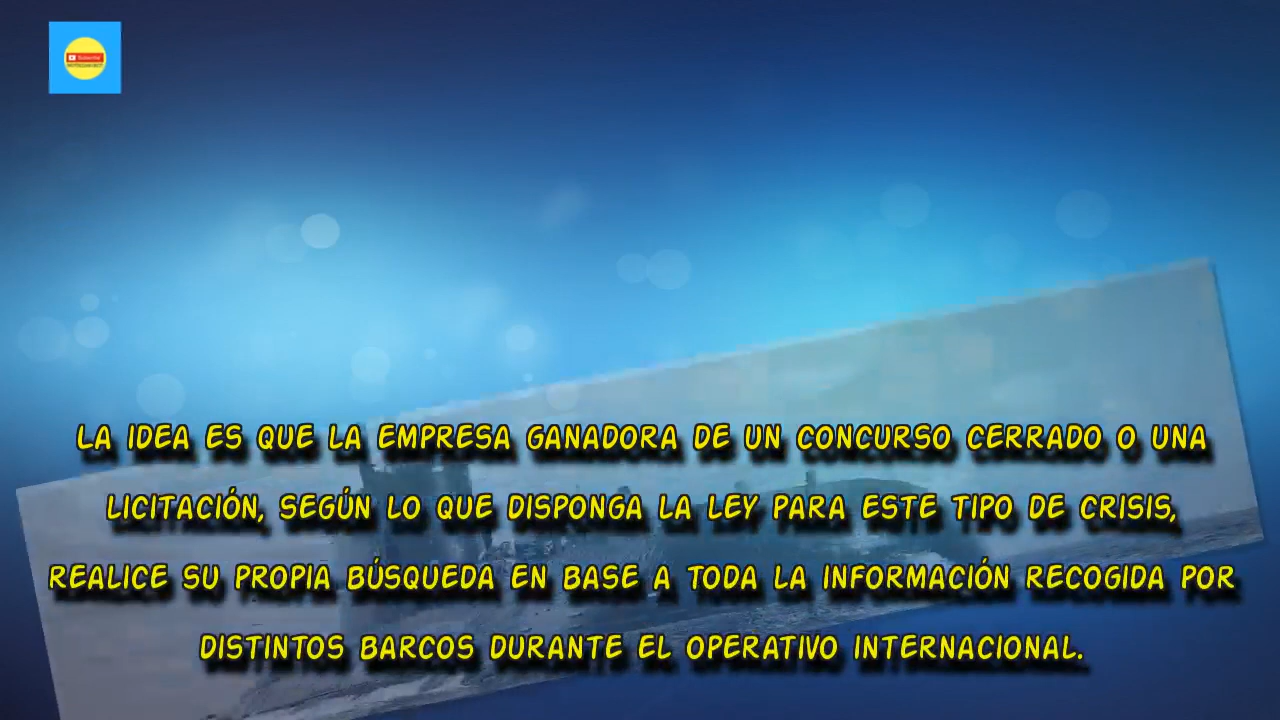 Subscribe
LA IDEA ES QUE LA EMPRESA GANADORA DE UN CONCURSO CERRADO O UNA
LICITACIÓN, SEGÚN LO QUE DISPONGA LA LEY PARA ESTE TIPO DE CRISIS,
REALICE SU PROPIA BÚSQUEDA EN BASE A TODA LA INFORMACIÓN RECOGIDA POR
DISTINTOS BARCOS DURANTE EL OPERATIVO INTERNACIONAL.